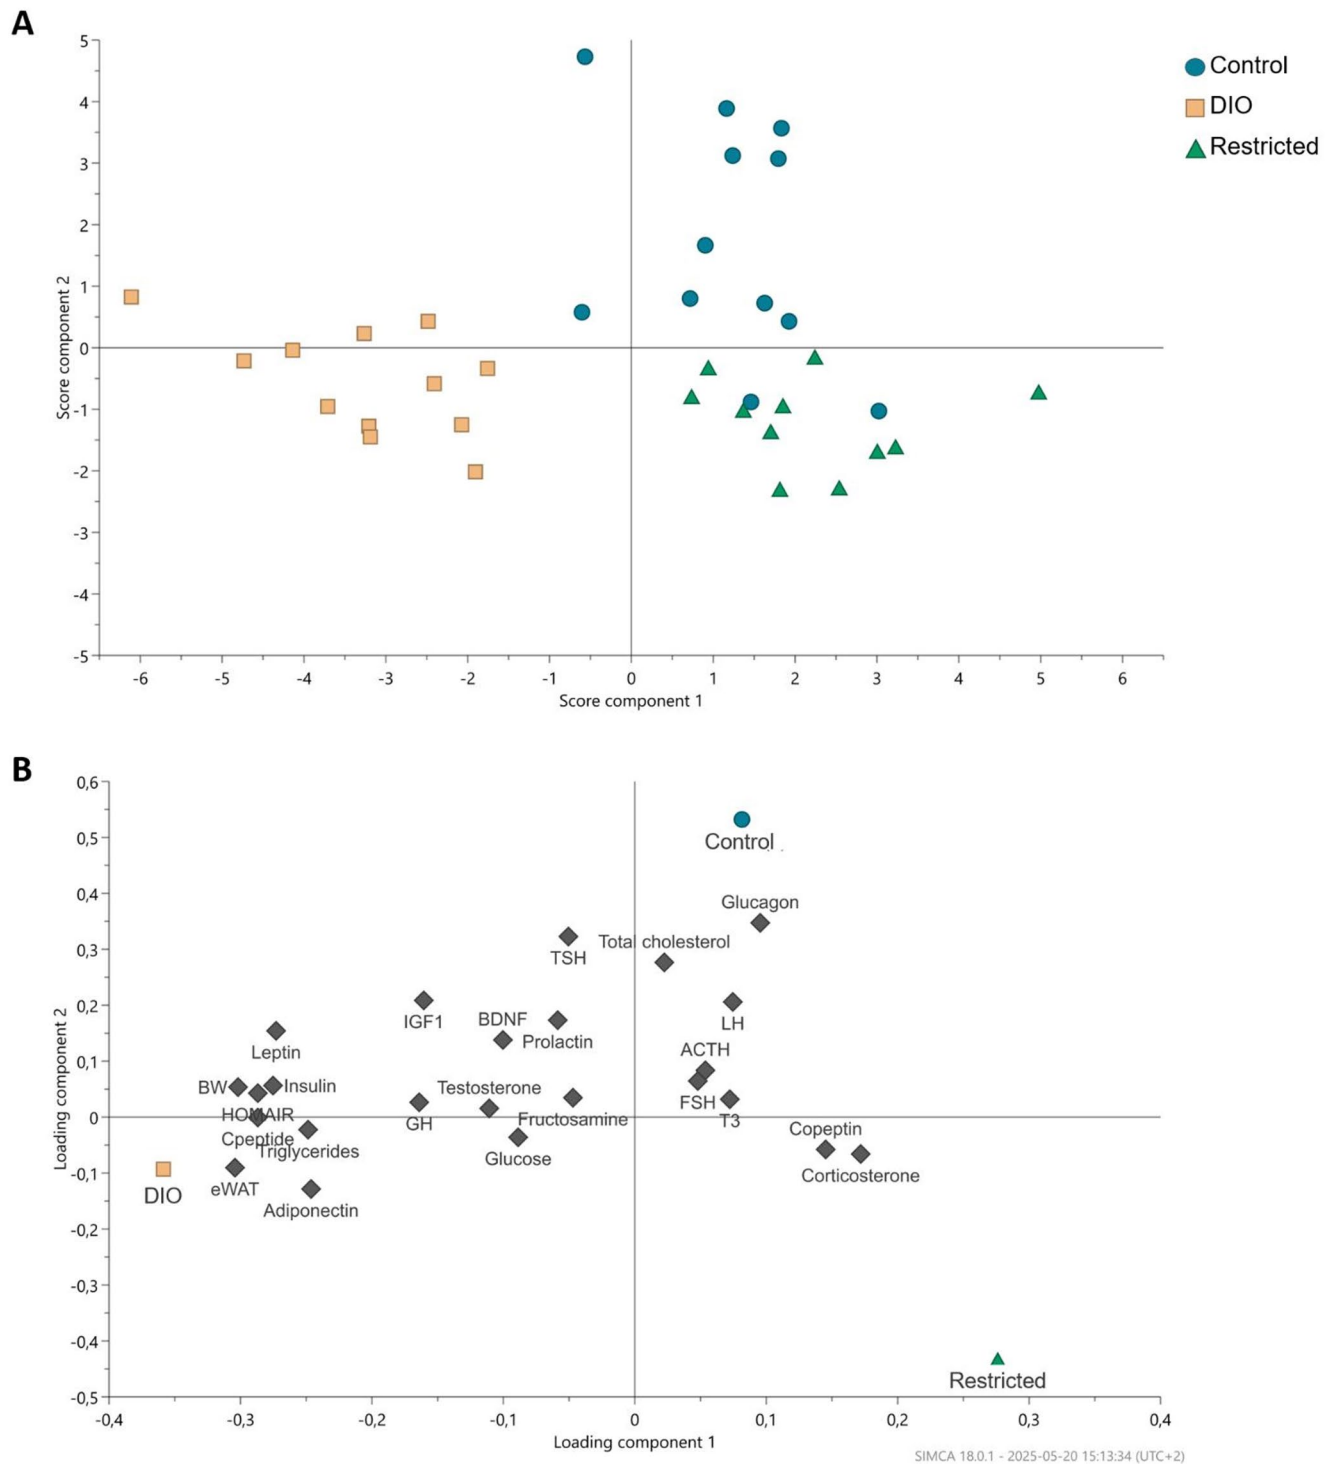 A
5
4
3
2
1
0
-1
-2
-3
-4
-5
Score component 2
-6 -5 -4 -3 -2 -1 0 1 2 3 4 5 6
Score component 1
Control
DIO
Restricted
B
0,6
0,5
0,4
0,3
0,2
0,1
0
-0,1
-0,2
-0,3
-0,4
-0,5
Loading component 2
Control
Glucagon
Total cholesterol
TSH
IGF1
LH
BDNF
Prolactin
Leptin
ACTH
BW
Insulin
Testosterone
FSH
HOMAIR
GH
Fructosamine
T3
Cpeptide
Copeptin
Triglycerides
Glucose
Corticosterone
DIO
eWAT
Adiponectin
Restricted
-0,4 -0,3 -0,2 -0,1 0 0,1 0,2 0,3 0,4
Loading component 1
SIMCA 18.0.1 - 2025-05-20 15:13:34 (UTC+2)